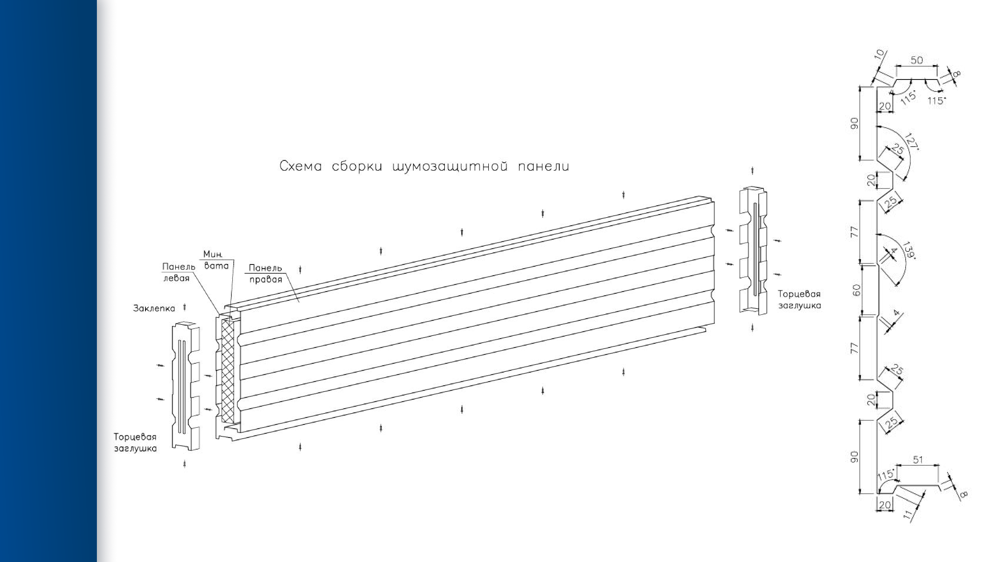 Схема сборки шумозащитной панели
Мин.
вата
Панель
левая
Панель
правая
Заклепка
Торцевая
заглушка
Торцевая
заглушка
10
50
8
115°
115°
20
90
127°
25
20
25
77
4
139°
60
4
77
25
20
25
90
51
115°
8
20
11